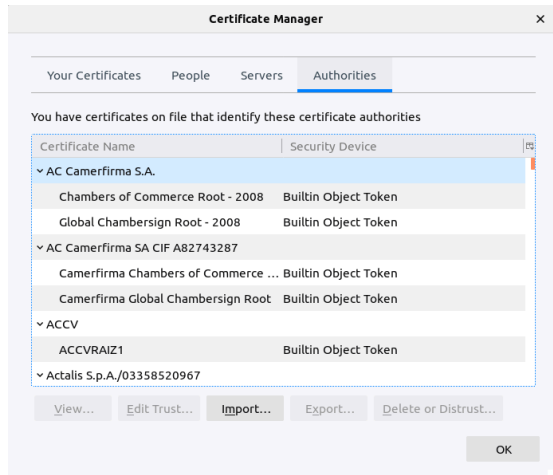 Certificate Manager
Your Certificates People Servers Authorities
You have certificates on file that identify these certificate authorities
Certificate Name Security Device
AC Camerfirma S.A.
Chambers of Commerce Root - 2008 Builtin Object Token
Global Chambersign Root - 2008 Builtin Object Token
AC Camerfirma SA CIF A82743287
Camerfirma Chambers of Commerce ... Builtin Object Token
Camerfirma Global Chambersign Root Builtin Object Token
ACCV
ACCVRAIZ1 Builtin Object Token
Actalis S.p.A./03358520967
View... Edit Trust... Import... Export... Delete or Distrust...
OK